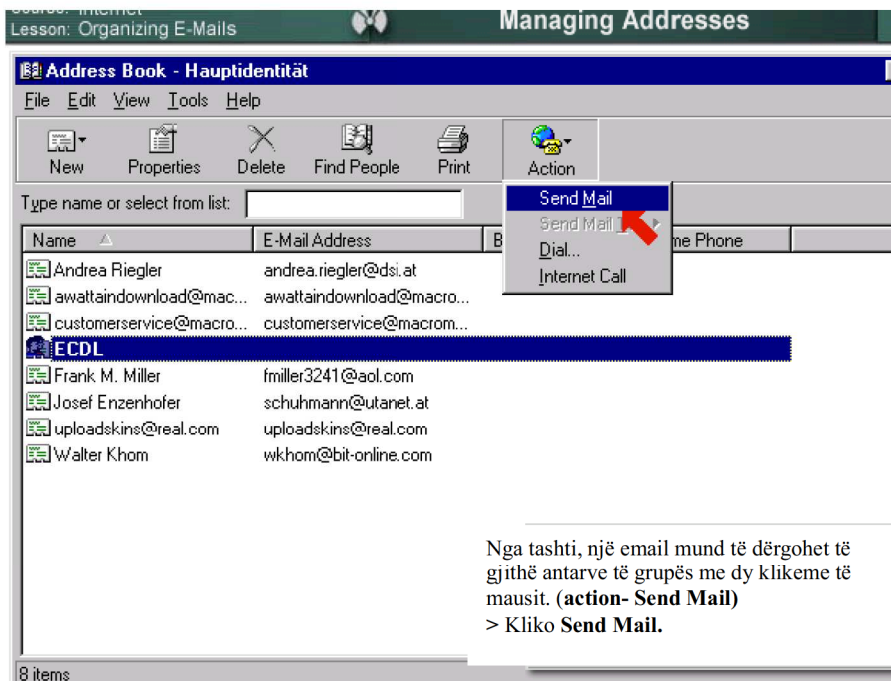 Course: Internet
Lesson: Organizing E-Mails
Managing Addresses
Address Book - Hauptidentität
File Edit View Tools Help
New Properties Delete Find People Print Action
Type name or select from list:
Send Mail
Send Mail
Dial...
Internet Call
Name E-Mail Address B me Phone
Andrea Riegler andrea.riegler@dsi.at
awattaindownload@mac... awattaindownload@macro...
customerservice@macro... customerservice@macrom...
ECDL
Frank M. Miller fmiller3241@aol.com
Josef Enzenhofer schuhmann@utanet.at
uploadskins@real.com uploadskins@real.com
Walter Khom wkhom@bit-online.com
Nga tashti, një email mund të dërgohet të
gjithë antarve të grupës me dy klikeme të
mausit. (action- Send Mail)
> Kliko Send Mail.
8 items